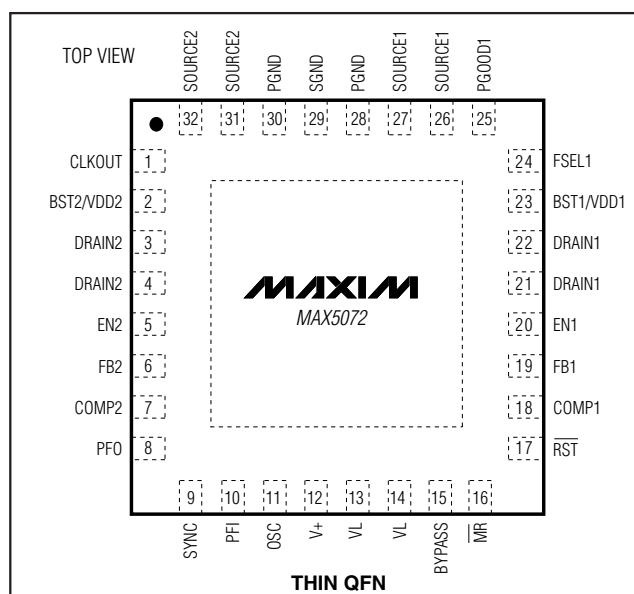 TOP VIEW
SOURCE2
SOURCE2
PGND
SGND
PGND
SOURCE1
SOURCE1
PGOOD1
32 31 30 29 28 27 26 25
CLKOUT 1
BST2/VDD2 2
DRAIN2 3
DRAIN2 4
EN2 5
FB2 6
COMP2 7
PFO 8
24 FSEL1
23 BST1/VDD1
22 DRAIN1
21 DRAIN1
20 EN1
19 FB1
18 COMP1
17 RST
MAXIM
MAX5072
9 10 11 12 13 14 15 16
SYNC
PFI
OSC
V+
VL
VL
BYPASS
MR
THIN QFN